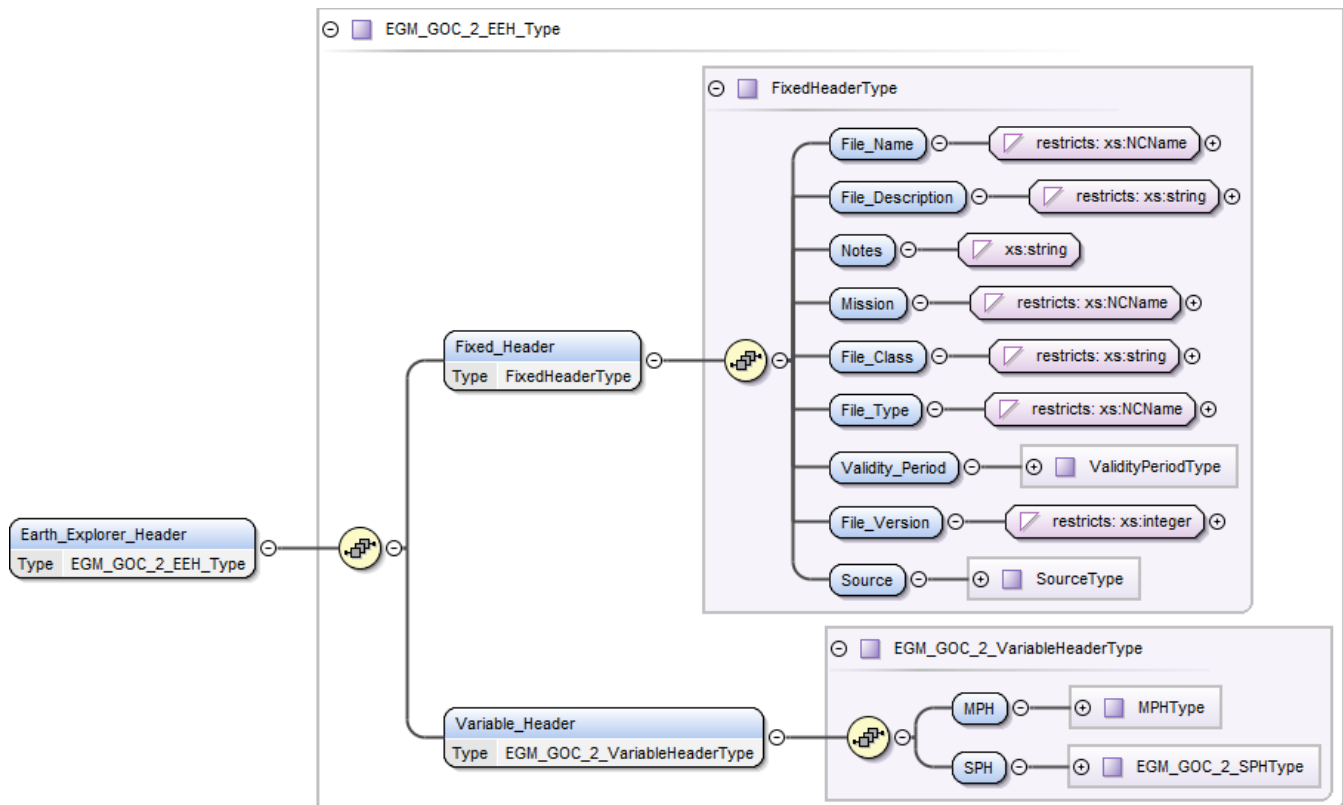 EGM_GOC_2_EEH_Type
FixedHeaderType
File_Name
restricts: xs:NCName
File_Description
restricts: xs:string
Notes
xs:string
Mission
restricts: xs:NCName
Fixed_Header
Type FixedHeaderType
File_Class
restricts: xs:string
File_Type
restricts: xs:NCName
Validity_Period
ValidityPeriodType
File_Version
restricts: xs:integer
Earth_Explorer_Header
Type EGM_GOC_2_EEH_Type
Source
SourceType
EGM_GOC_2_VariableHeaderType
MPH
MPHType
Variable_Header
Type EGM_GOC_2_VariableHeaderType
SPH
EGM_GOC_2_SPHType